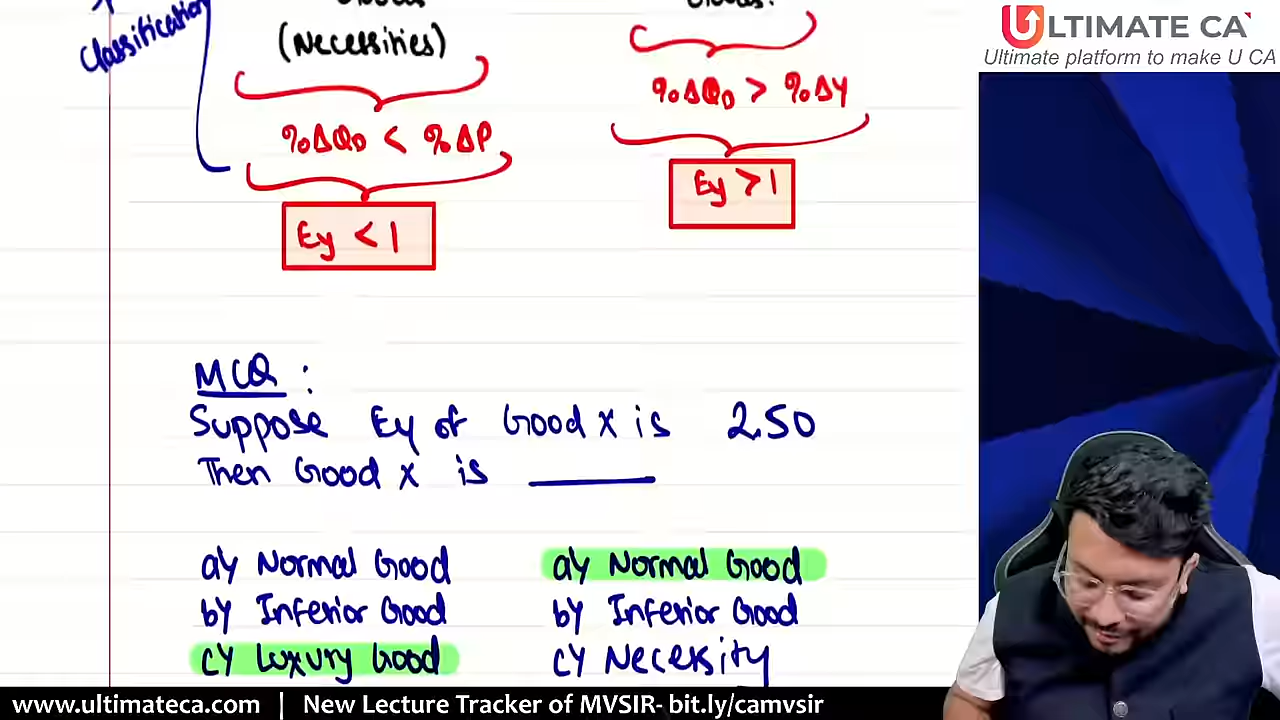 Classification
(Necessities)
Goods.
%ΔQD < %ΔP
%ΔQD > %ΔY
Ey < 1
Ey > 1
MCQ :
Suppose Ey of Good X is 2.50
Then Good X is ______
a) Normal Good
b) Inferior Good
c) Luxury Good
a) Normal Good
b) Inferior Good
c) Necessity
ULTIMATE CA
Ultimate platform to make U CA
www.ultimateca.com | New Lecture Tracker of MVSIR- bit.ly/camvsir